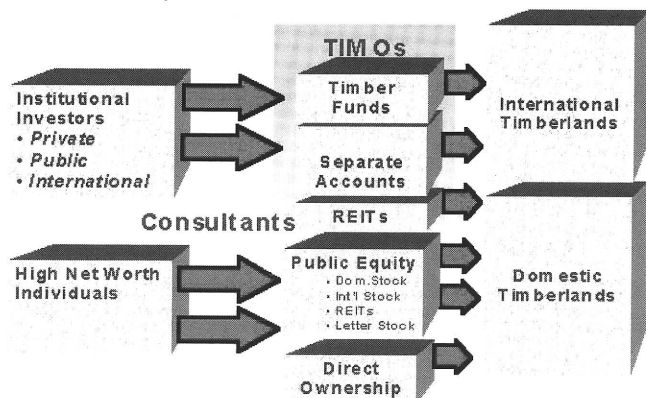 TIMOs
Institutional
Investors
• Private
• Public
• International
Timber
Funds
International
Timberlands
Separate
Accounts
Consultants
REITs
High Net Worth
Individuals
Public Equity
• Dom.Stock
• Int'l Stock
• REITs
• Letter Stock
Domestic
Timberlands
Direct
Ownership